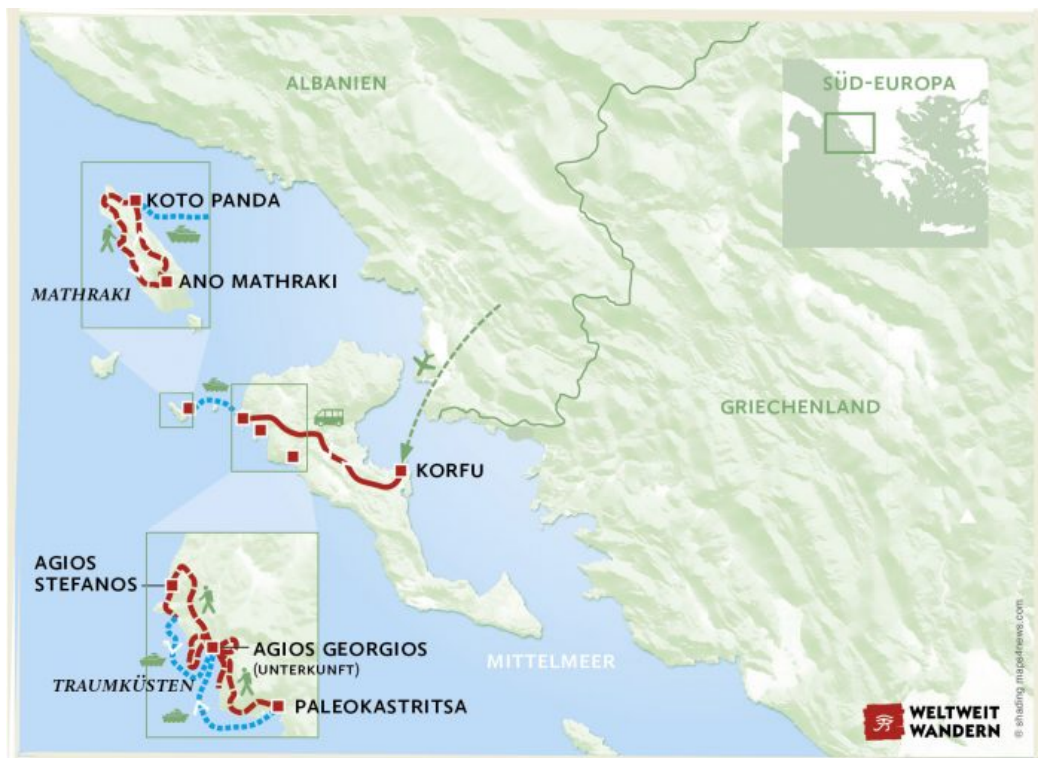 ALBANIEN
SÜD-EUROPA
KOTO PANDA
ANO MATHRAKI
MATHRAKI
GRIECHENLAND
KORFU
AGIOS
STEFANOS
AGIOS GEORGIOS
(UNTERKUNFT)
MITTELMEER
TRAUMKÜSTEN
PALEOKASTRITSA
WELTWEIT
WANDERN
© shading maps4news.com